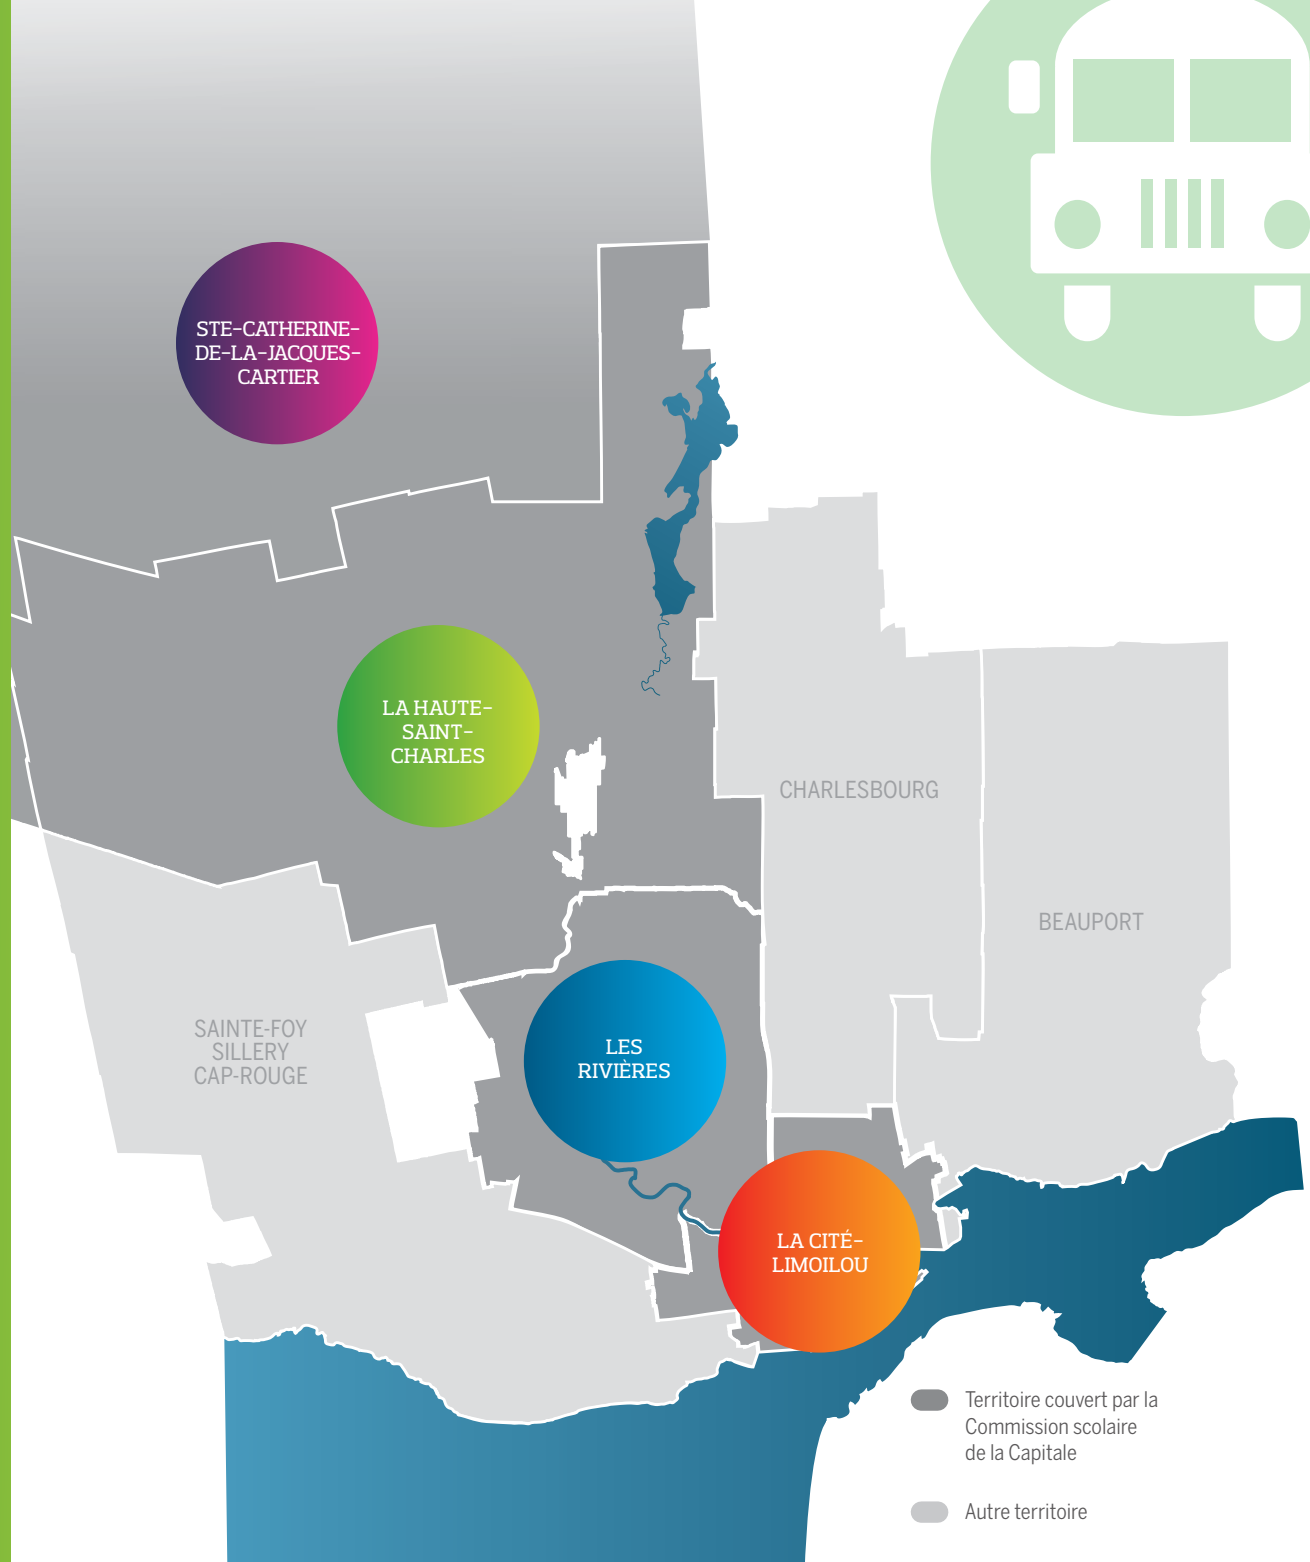 STE-CATHERINE-
DE-LA-JACQUES-
CARTIER
LA HAUTE-
SAINT-
CHARLES
CHARLESBOURG
BEAUPORT
SAINTE-FOY
SILLERY
CAP-ROUGE
LES
RIVIÈRES
LA CITÉ-
LIMOILOU
Territoire couvert par la
Commission scolaire
de la Capitale
Autre territoire